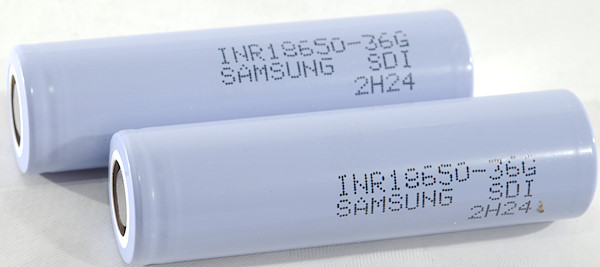 INR18650-36G
SAMSUNG SDI
2H24
INR18650-36G
SAMSUNG SDI
2H24